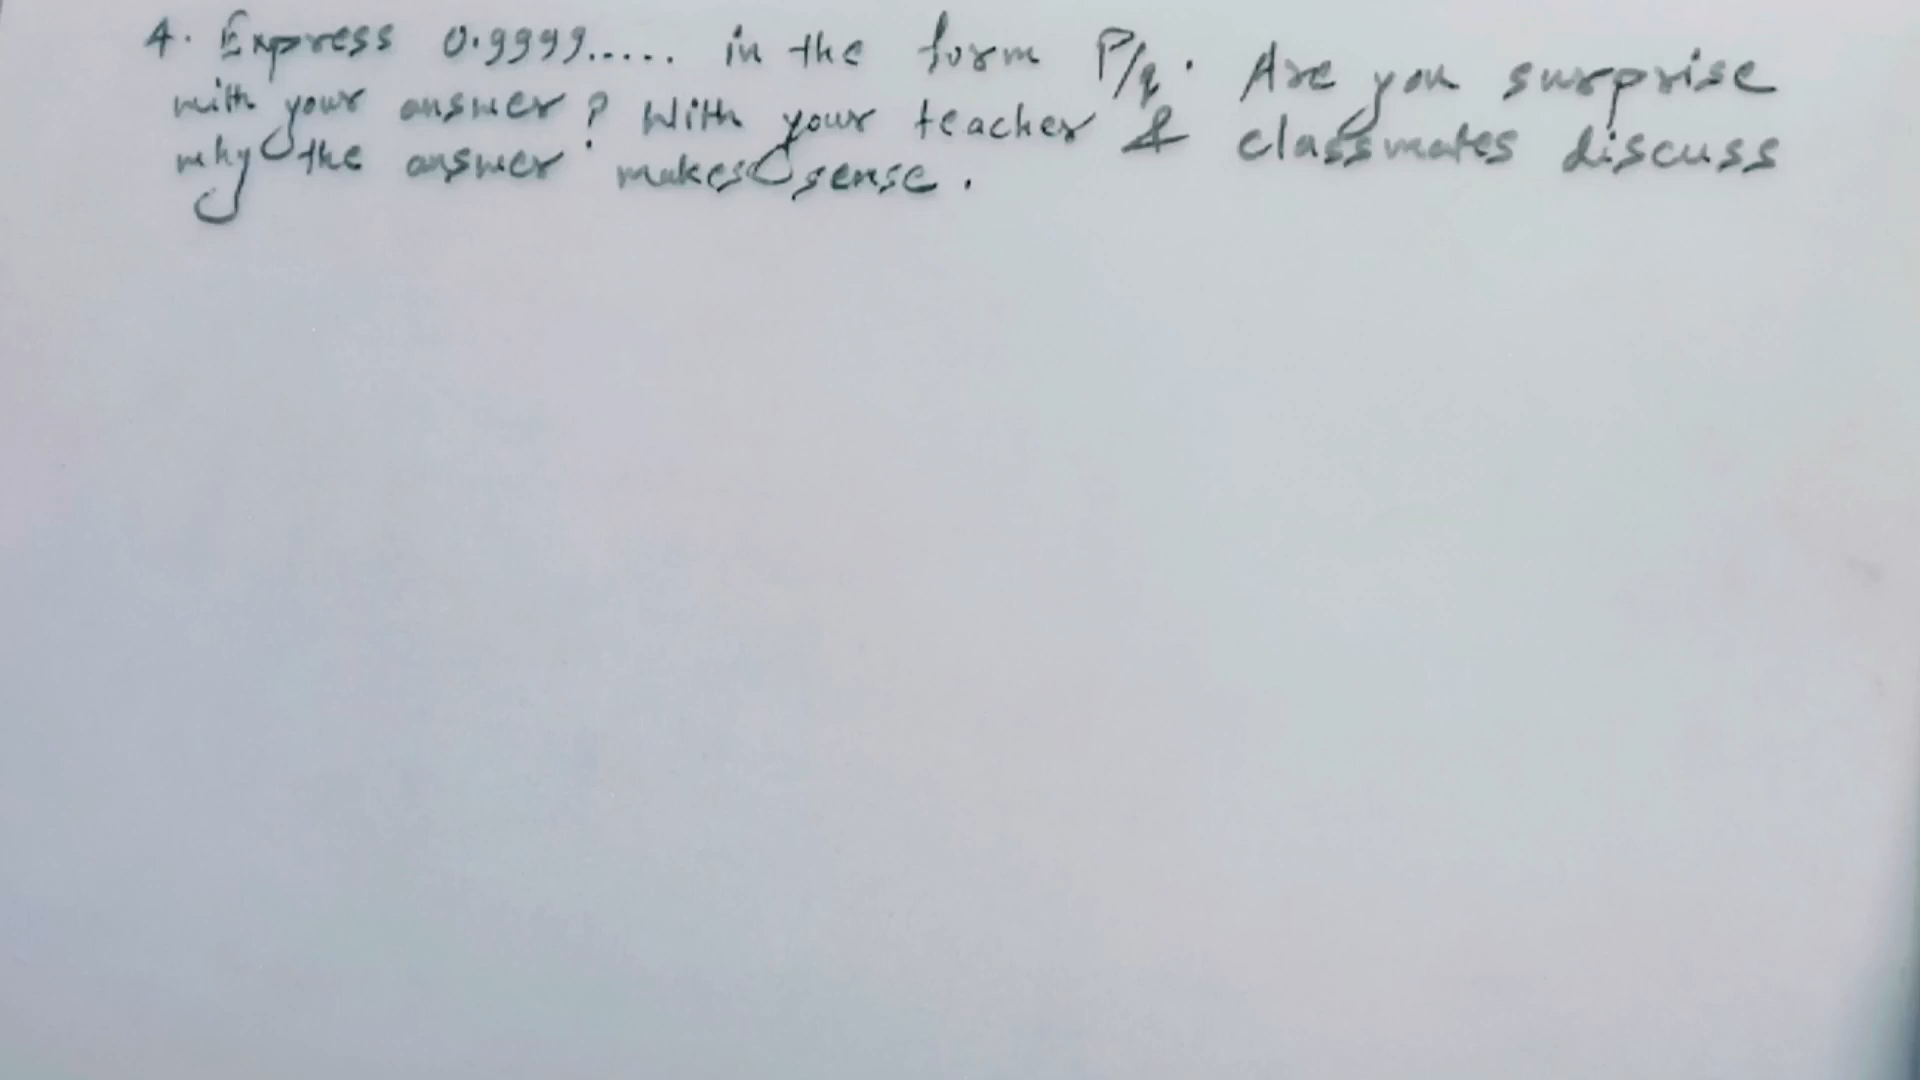 4. Express 0.9999..... in the form P/q. Are you surprise
with your answer? With your teacher & classmates discuss
why the answer makes sense.